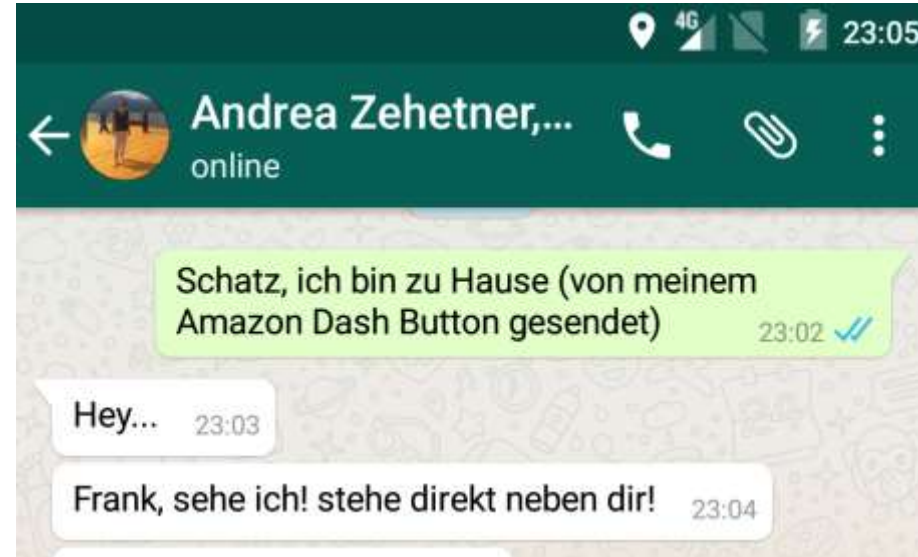 4G 23:05
Andrea Zehetner,...
online
Schatz, ich bin zu Hause (von meinem
Amazon Dash Button gesendet) 23:02
Hey... 23:03
Frank, sehe ich! stehe direkt neben dir! 23:04